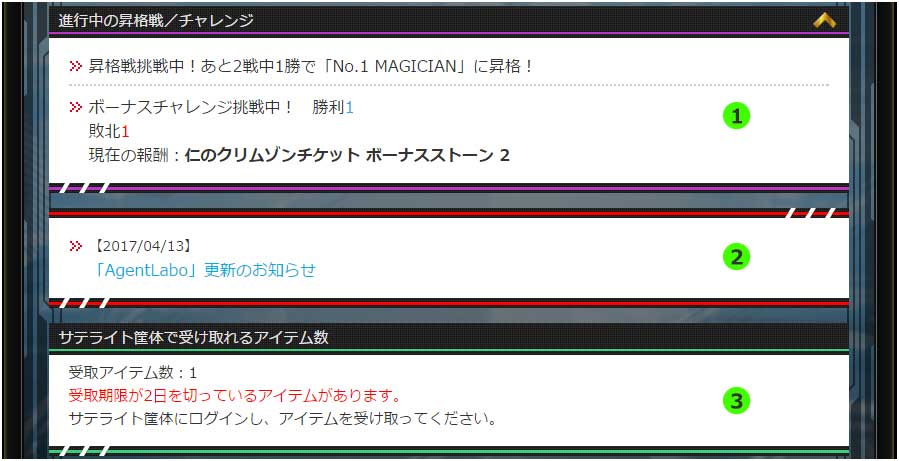 進行中の昇格戦／チャレンジ
昇格戦挑戦中！あと2戦中1勝で「No.1 MAGICIAN」に昇格！
ボーナスチャレンジ挑戦中！　勝利1
敗北1
現在の報酬：仁のクリムゾンチケット ボーナスストーン 2
1
【2017/04/13】
「AgentLabo」更新のお知らせ
2
サテライト筐体で受け取れるアイテム数
受取アイテム数：1
受取期限が2日を切っているアイテムがあります。
サテライト筐体にログインし、アイテムを受け取ってください。
3